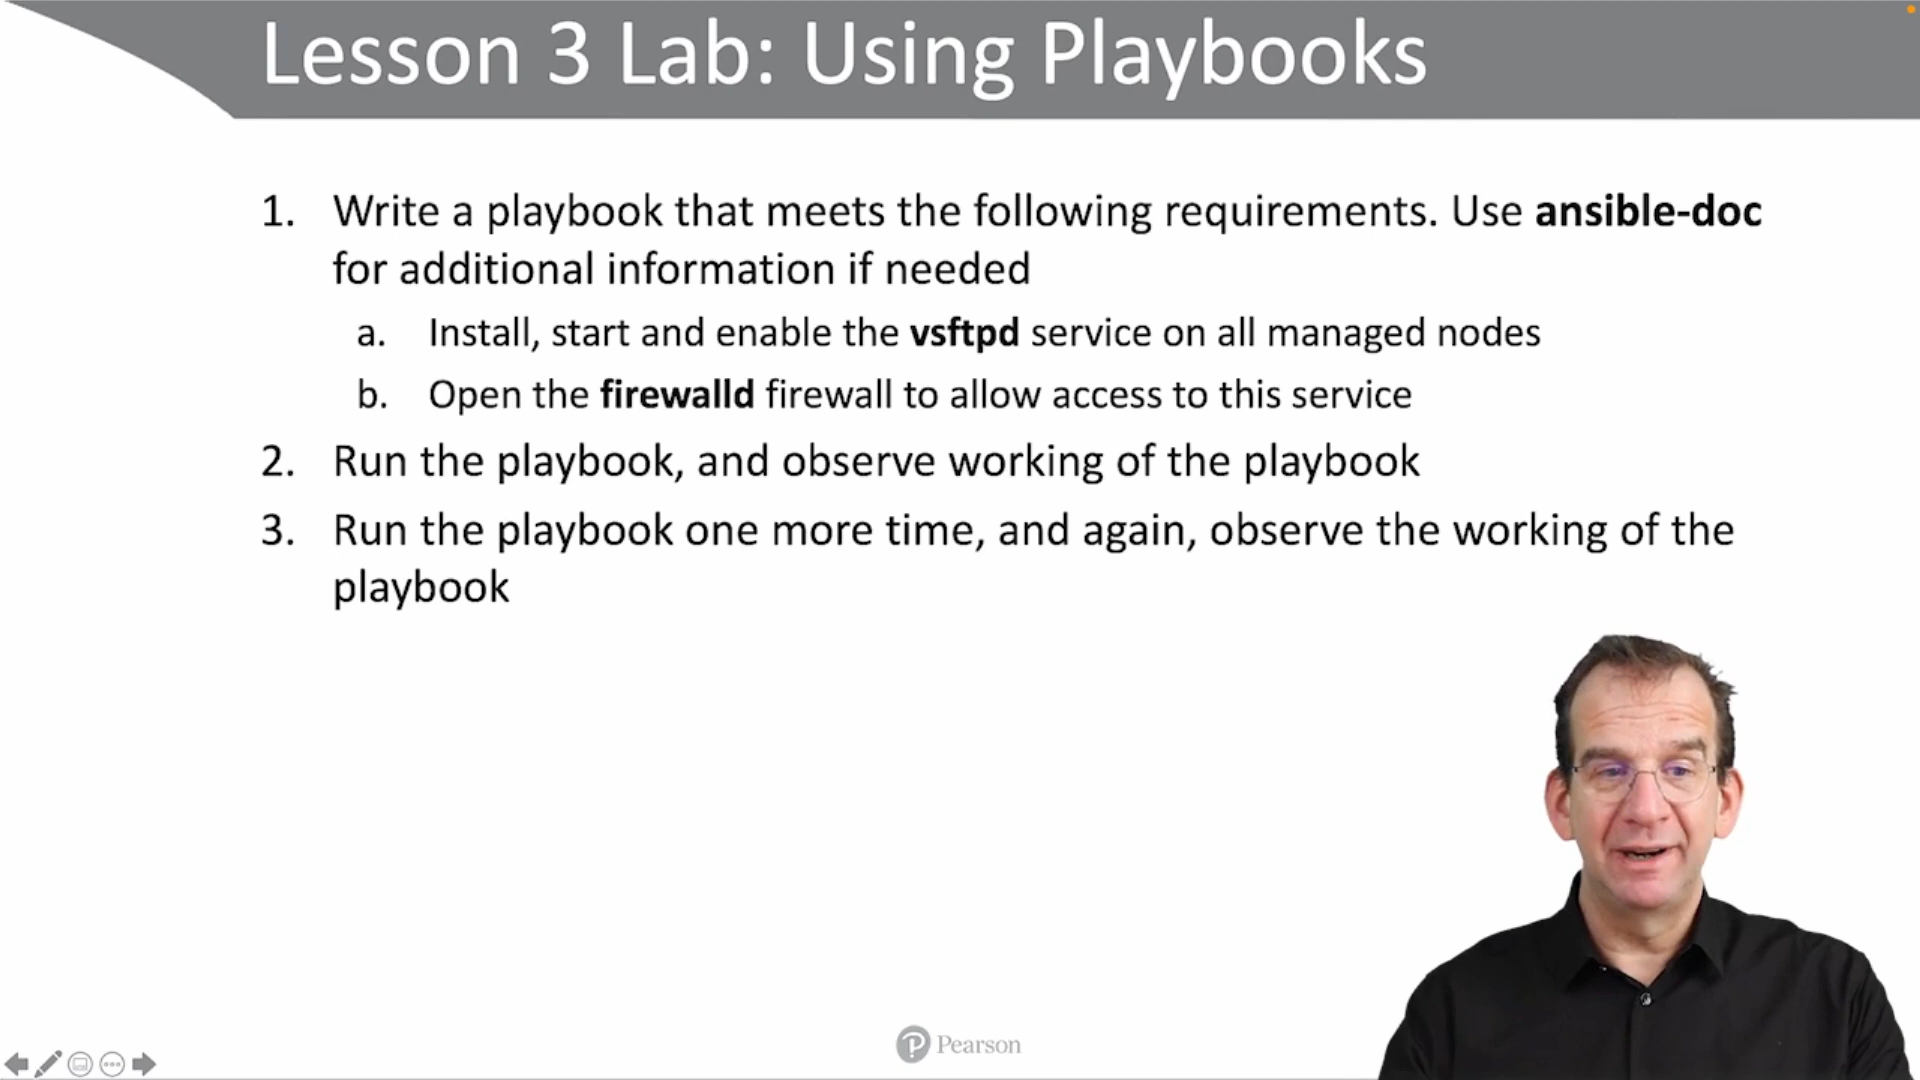 Lesson 3 Lab: Using Playbooks
1. Write a playbook that meets the following requirements. Use ansible-doc
for additional information if needed
a. Install, start and enable the vsftpd service on all managed nodes
b. Open the firewalld firewall to allow access to this service
2. Run the playbook, and observe working of the playbook
3. Run the playbook one more time, and again, observe the working of the
playbook
Pearson